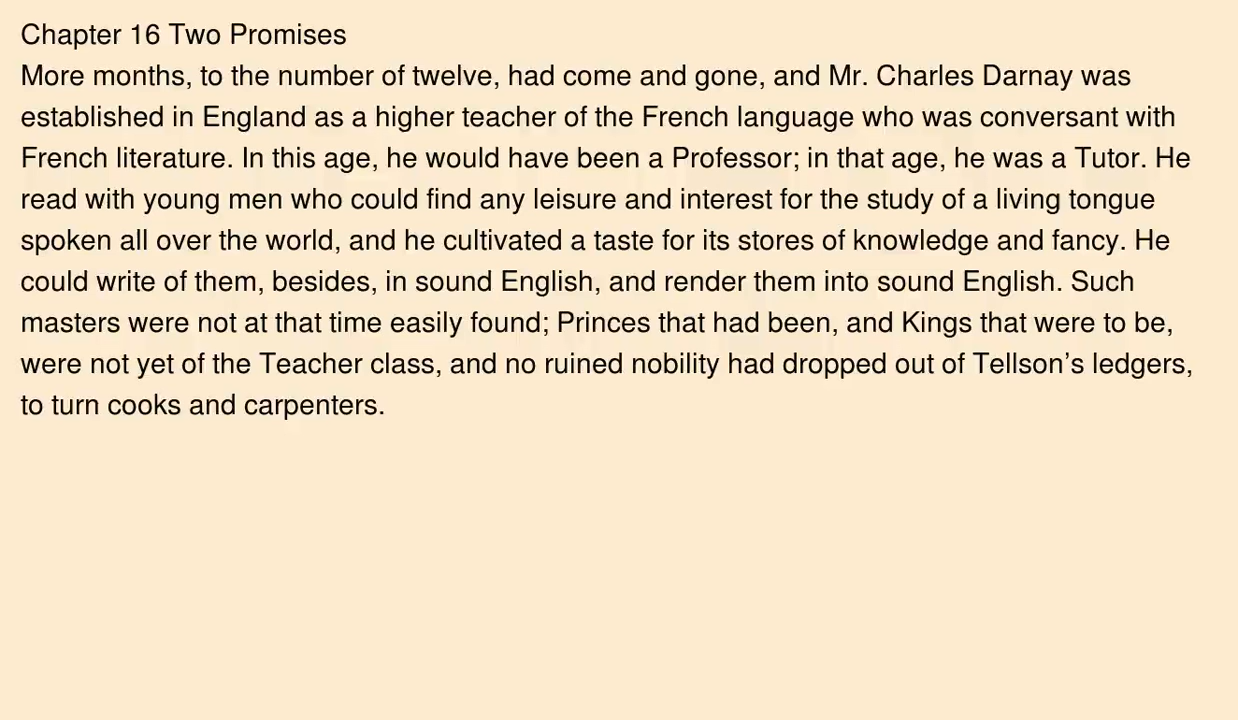 Chapter 16 Two Promises
More months, to the number of twelve, had come and gone, and Mr. Charles Darnay was
established in England as a higher teacher of the French language who was conversant with
French literature. In this age, he would have been a Professor; in that age, he was a Tutor. He
read with young men who could find any leisure and interest for the study of a living tongue
spoken all over the world, and he cultivated a taste for its stores of knowledge and fancy. He
could write of them, besides, in sound English, and render them into sound English. Such
masters were not at that time easily found; Princes that had been, and Kings that were to be,
were not yet of the Teacher class, and no ruined nobility had dropped out of Tellson’s ledgers,
to turn cooks and carpenters.